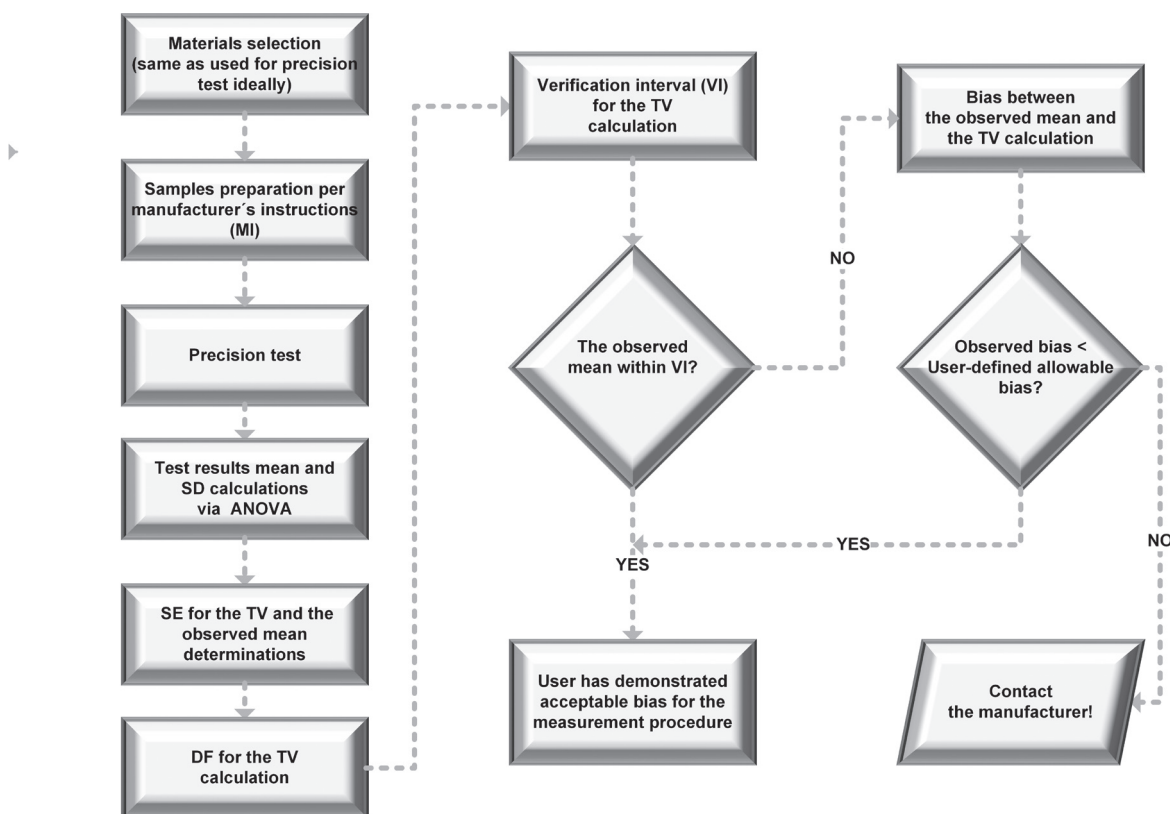 Materials selection
(same as used for precision
test ideally)
Samples preparation per
manufacturer´s instructions
(MI)
Precision test
Test results mean and
SD calculations
via ANOVA
SE for the TV and the
observed mean
determinations
DF for the TV
calculation
Verification interval (VI)
for the TV
calculation
The observed
mean within VI?
NO
YES
User has demonstrated
acceptable bias for the
measurement procedure
Bias between
the observed mean and
the TV calculation
Observed bias <
User-defined allowable
bias?
YES
NO
Contact
the manufacturer!